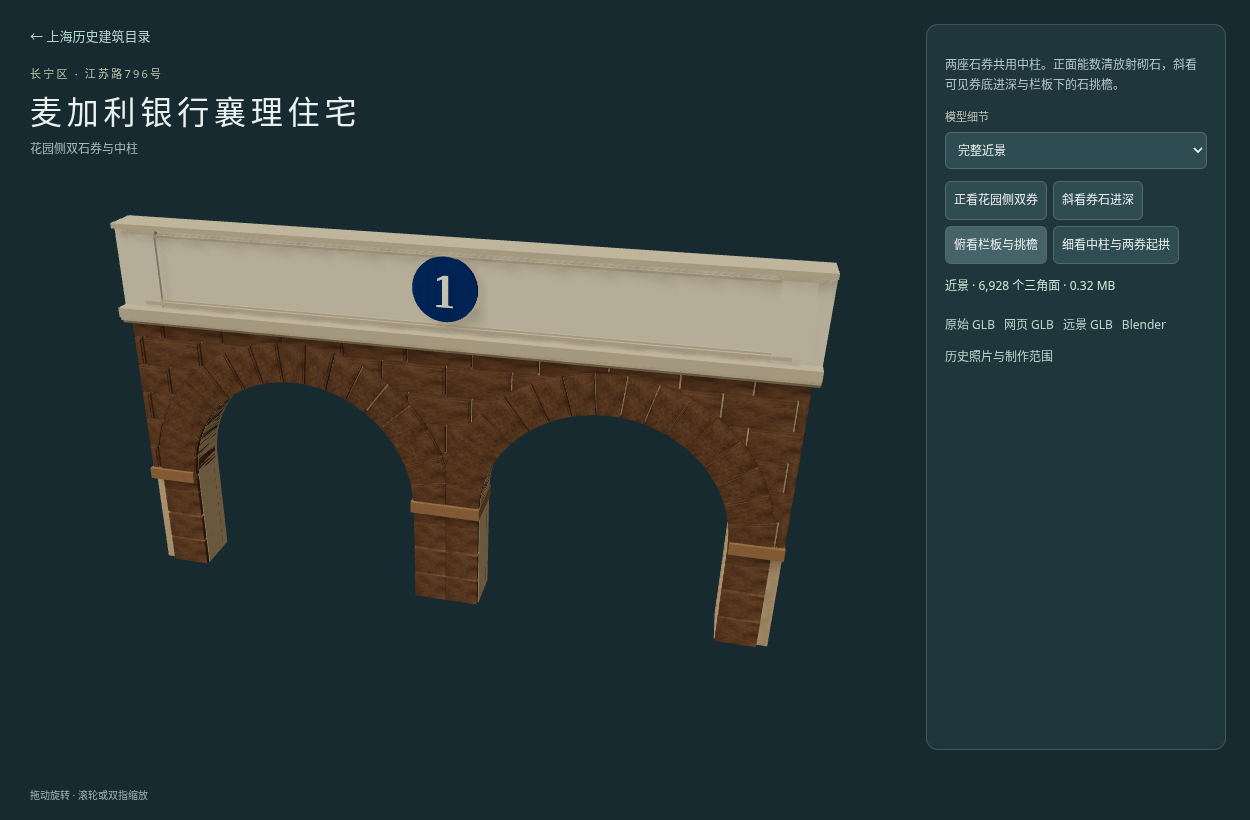 ← 上海历史建筑目录
长宁区 · 江苏路796号
麦加利银行襄理住宅
花园侧双石券与中柱
1
两座石券共用中柱。正面能数清放射砌石，斜看
可见券底进深与栏板下的石挑檐。
模型细节
完整近景
正看花园侧双券 斜看券石进深
俯看栏板与挑檐 细看中柱与两券起拱
近景 · 6,928 个三角面 · 0.32 MB
原始 GLB 网页 GLB 远景 GLB Blender
历史照片与制作范围
拖动旋转 · 滚轮或双指缩放